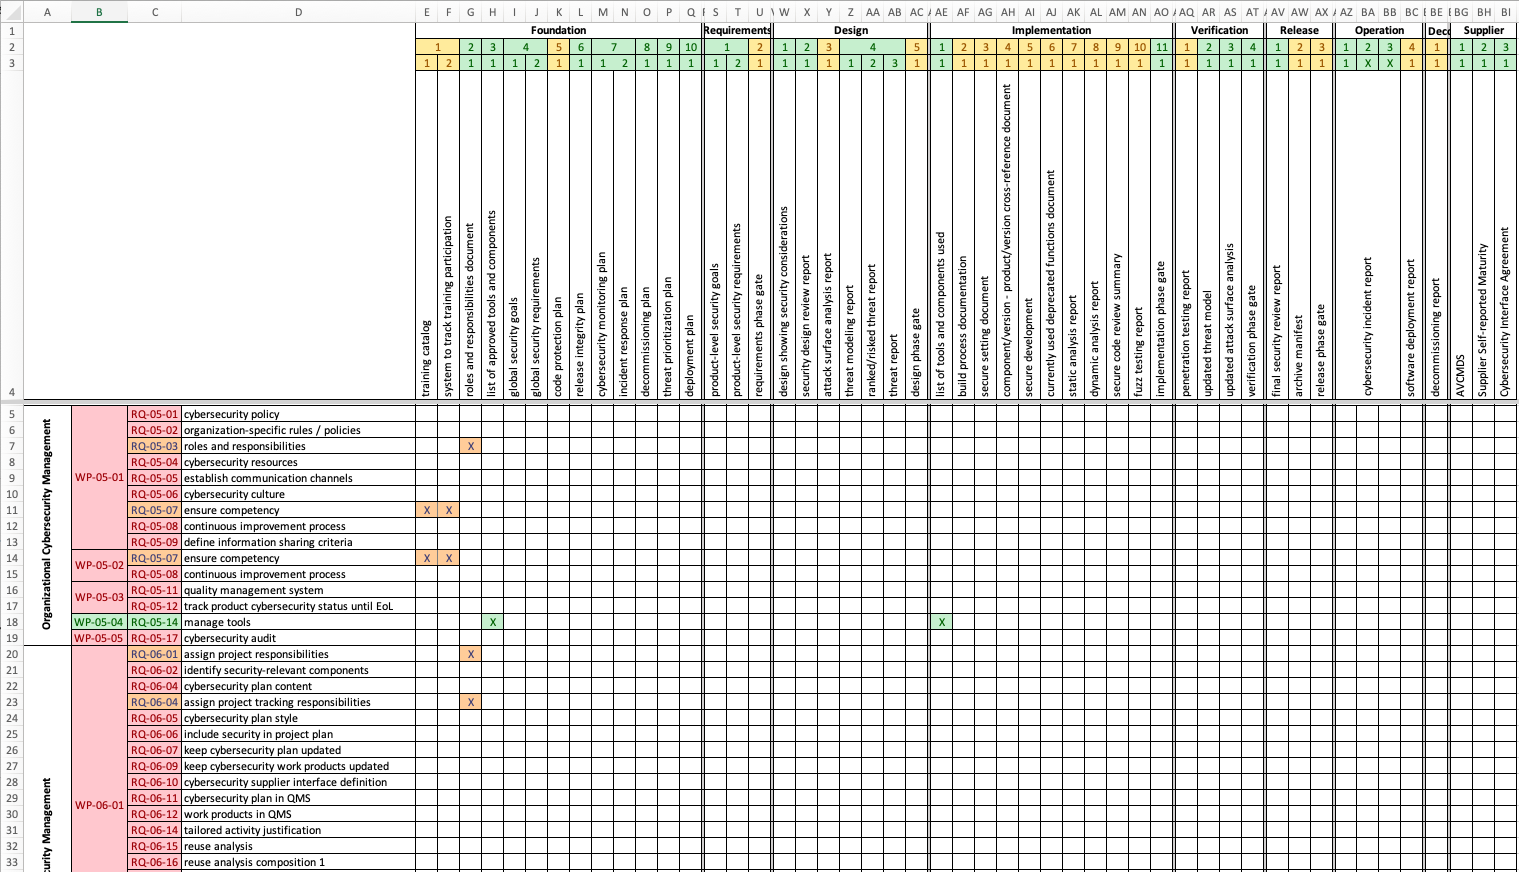 A B C D E F G H I J K L M N O P Q F S T U V W X Y Z AA AB AC A AE AF AG AH AI AJ AK AL AM AN AO A AQ AR AS AT A AV AW AX A AZ BA BB BC E BE E BG BH BI
1 Foundation Requirements Design Implementation Verification Release Operation Deco Supplier
2 1 2 3 4 5 6 7 8 9 10 1 2 1 2 3 4 5 1 2 3 4 5 6 7 8 9 10 11 1 2 3 4 1 2 3 1 2 3 4 1 1 2 3
3 1 2 1 1 1 2 1 1 1 2 1 1 1 1 2 1 1 1 1 1 2 3 1 1 1 1 1 1 1 1 1 1 1 1 1 1 1 1 1 1 1 1 X X 1 1 1 1 1
4
training catalog
system to track training participation
roles and responsibilities document
list of approved tools and components
global security goals
global security requirements
code protection plan
release integrity plan
cybersecurity monitoring plan
incident response plan
decommissioning plan
threat prioritization plan
deployment plan
product-level security goals
product-level security requirements
requirements phase gate
design showing security considerations
security design review report
attack surface analysis report
threat modeling report
ranked/risked threat report
threat report
design phase gate
list of tools and components used
build process documentation
secure setting document
component/version - product/version cross-reference document
secure development
currently used deprecated functions document
static analysis report
dynamic analysis report
secure code review summary
fuzz testing report
implementation phase gate
penetration testing report
updated threat model
updated attack surface analysis
verification phase gate
final security review report
archive manifest
release phase gate
cybersecurity incident report
software deployment report
decommissioning report
AVCMDS
Supplier Self-reported Maturity
Cybersecurity Interface Agreement
Organizational Cybersecurity Management
5 RQ-05-01 cybersecurity policy
6 RQ-05-02 organization-specific rules / policies
7 RQ-05-03 roles and responsibilities X
8 RQ-05-04 cybersecurity resources
9 WP-05-01 RQ-05-05 establish communication channels
10 RQ-05-06 cybersecurity culture
11 RQ-05-07 ensure competency X X
12 RQ-05-08 continuous improvement process
13 RQ-05-09 define information sharing criteria
14 WP-05-02 RQ-05-07 ensure competency X X
15 RQ-05-08 continuous improvement process
16 WP-05-03 RQ-05-11 quality management system
17 RQ-05-12 track product cybersecurity status until EoL
18 WP-05-04 RQ-05-14 manage tools X X
19 WP-05-05 RQ-05-17 cybersecurity audit
20 RQ-06-01 assign project responsibilities X
21 RQ-06-02 identify security-relevant components
22 RQ-06-04 cybersecurity plan content
23 RQ-06-04 assign project tracking responsibilities X
24 RQ-06-05 cybersecurity plan style
25 RQ-06-06 include security in project plan
26 RQ-06-07 keep cybersecurity plan updated
27 RQ-06-09 keep cybersecurity work products updated
28 RQ-06-10 cybersecurity supplier interface definition
29 WP-06-01 RQ-06-11 cybersecurity plan in QMS
30 RQ-06-12 work products in QMS
31 RQ-06-14 tailored activity justification
32 RQ-06-15 reuse analysis
33 RQ-06-16 reuse analysis composition 1
curity Management